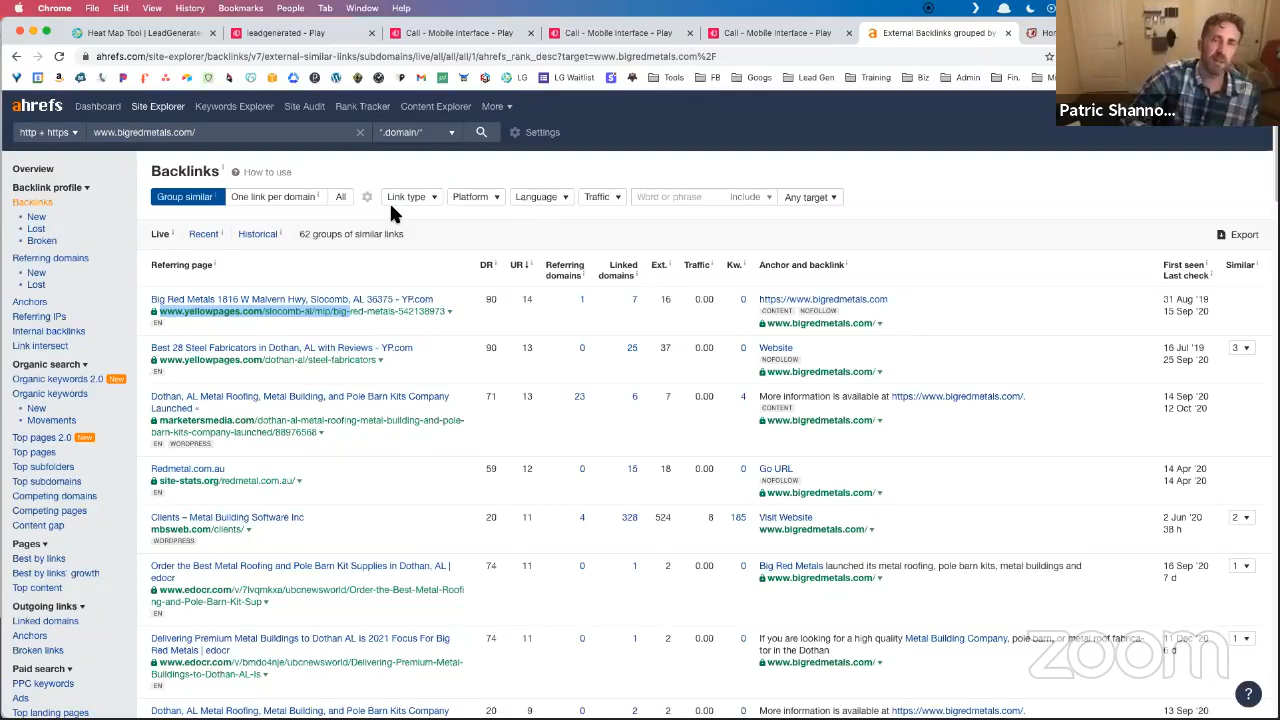 Chrome File Edit View History Bookmarks People Tab Window Help
Heat Map Tool | LeadGenerate
leadgenerated - Play
Call - Mobile Interface - Play
Call - Mobile Interface - Play
Call - Mobile Interface - Play
External Backlinks grouped by
ahrefs.com/site-explorer/external-similar-links/subdomains/live/all/all/all/1/ahrefs_rank_desc?target=www.bigredmetals.com%2F
LG LG Waitlist Tools FB Googs Lead Gen Training Biz Admin Fin.
Patric Shanno...
ahrefs Dashboard Site Explorer Keywords Explorer Site Audit Rank Tracker Content Explorer More
http + https www.bigredmetals.com/ *.domain/* Settings
Overview
Backlink profile
Backlinks
New
Lost
Broken
Referring domains
New
Lost
Anchors
Referring IPs
Internal backlinks
Link intersect
Organic search
Organic keywords 2.0 New
Organic keywords
New
Movements
Top pages 2.0 New
Top pages
Top subfolders
Top subdomains
Competing domains
Competing pages
Content gap
Pages
Best by links
Best by links' growth
Top content
Outgoing links
Linked domains
Anchors
Broken links
Paid search
PPC keywords
Ads
Top landing pages
Backlinks How to use
Group similar One link per domain All Link type Platform Language Traffic Word or phrase Include Any target
Live Recent Historical 62 groups of similar links Export
Referring page DR UR Referring domains Linked domains Ext. Traffic Kw. Anchor and backlink First seen Last check Similar
Big Red Metals 1816 W Malvern Hwy, Slocomb, AL 36375 - YP.com 90 14 1 7 16 0.00 0 https://www.bigredmetals.com 31 Aug '19
www.yellowpages.com/slocomb-al/mip/big-red-metals-542138973 CONTENT NOFOLLOW 15 Sep '20
EN www.bigredmetals.com/
Best 28 Steel Fabricators in Dothan, AL with Reviews - YP.com 90 13 0 25 37 0.00 0 Website 16 Jul '19 3
www.yellowpages.com/dothan-al/steel-fabricators NOFOLLOW 25 Sep '20
EN www.bigredmetals.com/
Dothan, AL Metal Roofing, Metal Building, and Pole Barn Kits Company 71 13 23 6 7 0.00 4 More information is available at https://www.bigredmetals.com/. 14 Sep '20
Launched « CONTENT 12 Oct '20
marketersmedia.com/dothan-al-metal-roofing-metal-building-and-pole- www.bigredmetals.com/
barn-kits-company-launched/88976568
EN WORDPRESS
Redmetal.com.au 59 12 0 15 18 0.00 0 Go URL 14 Apr '20
site-stats.org/redmetal.com.au/ NOFOLLOW 14 Apr '20
EN www.bigredmetals.com/
Clients – Metal Building Software Inc 20 11 4 328 524 8 185 Visit Website 2 Jun '20 2
mbsweb.com/clients/ www.bigredmetals.com/ 38 h
WORDPRESS
Order the Best Metal Roofing and Pole Barn Kit Supplies in Dothan, AL | 74 11 0 1 2 0.00 0 Big Red Metals launched its metal roofing, pole barn kits, metal buildings and 16 Sep '20 1
edocr www.bigredmetals.com/ 7 d
www.edocr.com/v/7lvqmkxa/ubcnewsworld/Order-the-Best-Metal-Roofi
ng-and-Pole-Barn-Kit-Sup
EN
Delivering Premium Metal Buildings to Dothan AL Is 2021 Focus For Big 74 11 0 1 2 0.00 0 If you are looking for a high quality Metal Building Company, pole barn, or metal roof fabrica- 11 Dec '20 1
Red Metals | edocr tor in the Dothan 6 d
www.edocr.com/v/bmdo4nje/ubcnewsworld/Delivering-Premium-Metal- www.bigredmetals.com/
Buildings-to-Dothan-AL-Is
EN
Dothan, AL Metal Roofing, Metal Building, and Pole Barn Kits Company 20 9 0 2 2 0.00 0 More information is available at https://www.bigredmetals.com/. 13 Sep '20
zoom
?